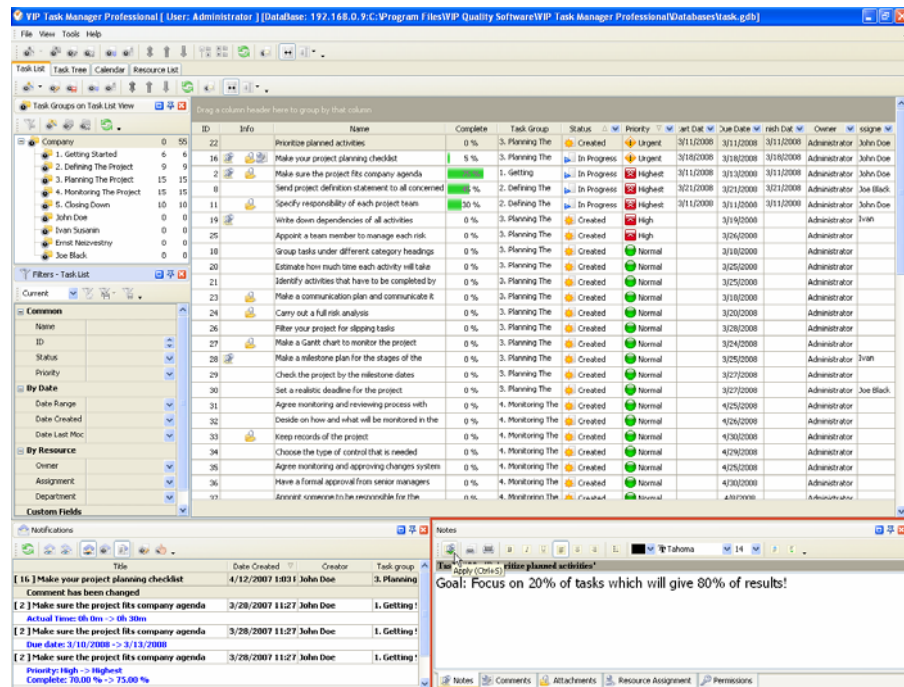 VIP Task Manager Professional [ User: Administrator ] [DataBase: 192.168.0.9:C:\Program Files\VIP Quality Software\VIP Task Manager Professional\Databases\task.gdb]
File View Tools Help
Task List Task Tree Calendar Resource List
Task Groups on Task List View
Company 0 55
1. Getting Started 6 6
2. Defining The Project 9 9
3. Planning The Project 15 15
4. Monitoring The Project 15 15
5. Closing Down 10 10
John Doe 0 0
Ivan Susanin 0 0
Ernst Neizvestny 0 0
Joe Black 0 0
Filters - Task List
Current
Common
Name
ID
Status
Priority
By Date
Date Range
Date Created
Date Last Moc
By Resource
Owner
Assignment
Department
Custom Fields
Drag a column header here to group by that column
ID Info Name Complete Task Group Status Priority art Dat Due Date nish Dat Owner ssigne
22 Prioritize planned activities 0 % 3. Planning The Created Urgent 3/11/2008 3/11/2008 3/11/2008 Administrator John Doe
16 Make your project planning checklist 5 % 3. Planning The In Progress Urgent 3/18/2008 3/18/2008 3/18/2008 Administrator John Doe
2 Make sure the project fits company agenda 1. Getting In Progress Highest 3/11/2008 3/13/2008 3/11/2008 Administrator John Doe
8 Send project definition statement to all concerned % 2. Defining The In Progress Highest 3/21/2008 3/21/2008 3/21/2008 Administrator Joe Black
11 Specify responsibility of each project team 30 % 2. Defining The In Progress Highest 3/11/2008 3/11/2008 3/11/2008 Administrator John Doe
19 Write down dependencies of all activities 0 % 3. Planning The Created High 3/19/2008 Administrator Ivan
25 Appoint a team member to manage each risk 0 % 3. Planning The Created High 3/26/2008 Administrator
18 Group tasks under different category headings 0 % 3. Planning The Created Normal 3/18/2008 Administrator
20 Estimate how much time each activity will take 0 % 3. Planning The Created Normal 3/25/2008 Administrator
21 Identify activities that have to be completed by 0 % 3. Planning The Created Normal 3/25/2008 Administrator
23 Make a communication plan and communicate it 0 % 3. Planning The Created Normal 3/18/2008 Administrator
24 Carry out a full risk analysis 0 % 3. Planning The Created Normal 3/20/2008 Administrator
26 Filter your project for slipping tasks 0 % 3. Planning The Created Normal 3/28/2008 Administrator
27 Make a Gantt chart to monitor the project 0 % 3. Planning The Created Normal 3/24/2008 Administrator
28 Make a milestone plan for the stages of the 0 % 3. Planning The Created Normal 3/25/2008 Administrator Ivan
29 Check the project by the milestone dates 0 % 3. Planning The Created Normal 3/27/2008 Administrator
30 Set a realistic deadline for the project 0 % 3. Planning The Created Normal 3/27/2008 Administrator Joe Black
31 Agree monitoring and reviewing process with 0 % 4. Monitoring The Created Normal 4/25/2008 Administrator
32 Deside on how and what will be monitored in the 0 % 4. Monitoring The Created Normal 4/26/2008 Administrator
33 Keep records of the project 0 % 4. Monitoring The Created Normal 4/30/2008 Administrator
34 Choose the type of control that is needed 0 % 4. Monitoring The Created Normal 4/29/2008 Administrator
35 Agree monitoring and approving changes system 0 % 4. Monitoring The Created Normal 4/25/2008 Administrator
36 Have a formal approval from senior managers 0 % 4. Monitoring The Created Normal 4/30/2008 Administrator
37 Appoint someone to be responsible for the 0 % 4. Monitoring The Created Normal Administrator
Notifications
Title Date Created Creator Task group
[ 16 ] Make your project planning checklist 4/12/2007 1:03 John Doe 3. Planning
Comment has been changed
[ 2 ] Make sure the project fits company agenda 3/28/2007 11:27 John Doe 1. Getting
Actual Time: 0h 0m -> 0h 30m
[ 2 ] Make sure the project fits company agenda 3/28/2007 11:27 John Doe 1. Getting
Due date: 3/10/2008 -> 3/13/2008
[ 2 ] Make sure the project fits company agenda 3/28/2007 11:27 John Doe 1. Getting
Priority: High -> Highest
Complete: 70.00 % -> 75.00 %
Notes
Tahoma 14
Apply (Ctrl+S)
planned activities'
Goal: Focus on 20% of tasks which will give 80% of results!
Notes Comments Attachments Resource Assignment Permissions